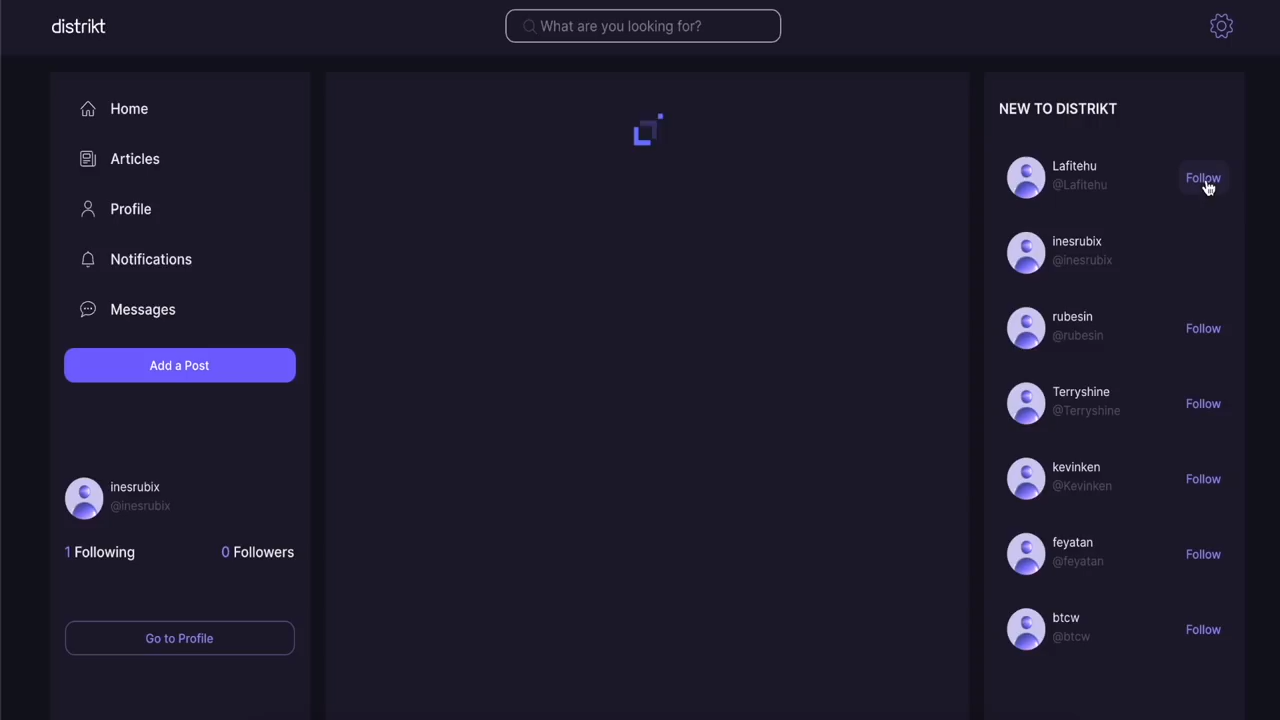 distrikt
What are you looking for?
Home
Articles
Profile
Notifications
Messages
Add a Post
inesrubix
@inesrubix
1 Following
0 Followers
Go to Profile
NEW TO DISTRIKT
Lafitehu
@Lafitehu
Follow
inesrubix
@inesrubix
rubesin
@rubesin
Follow
Terryshine
@Terryshine
Follow
kevinken
@Kevinken
Follow
feyatan
@feyatan
Follow
btcw
@btcw
Follow